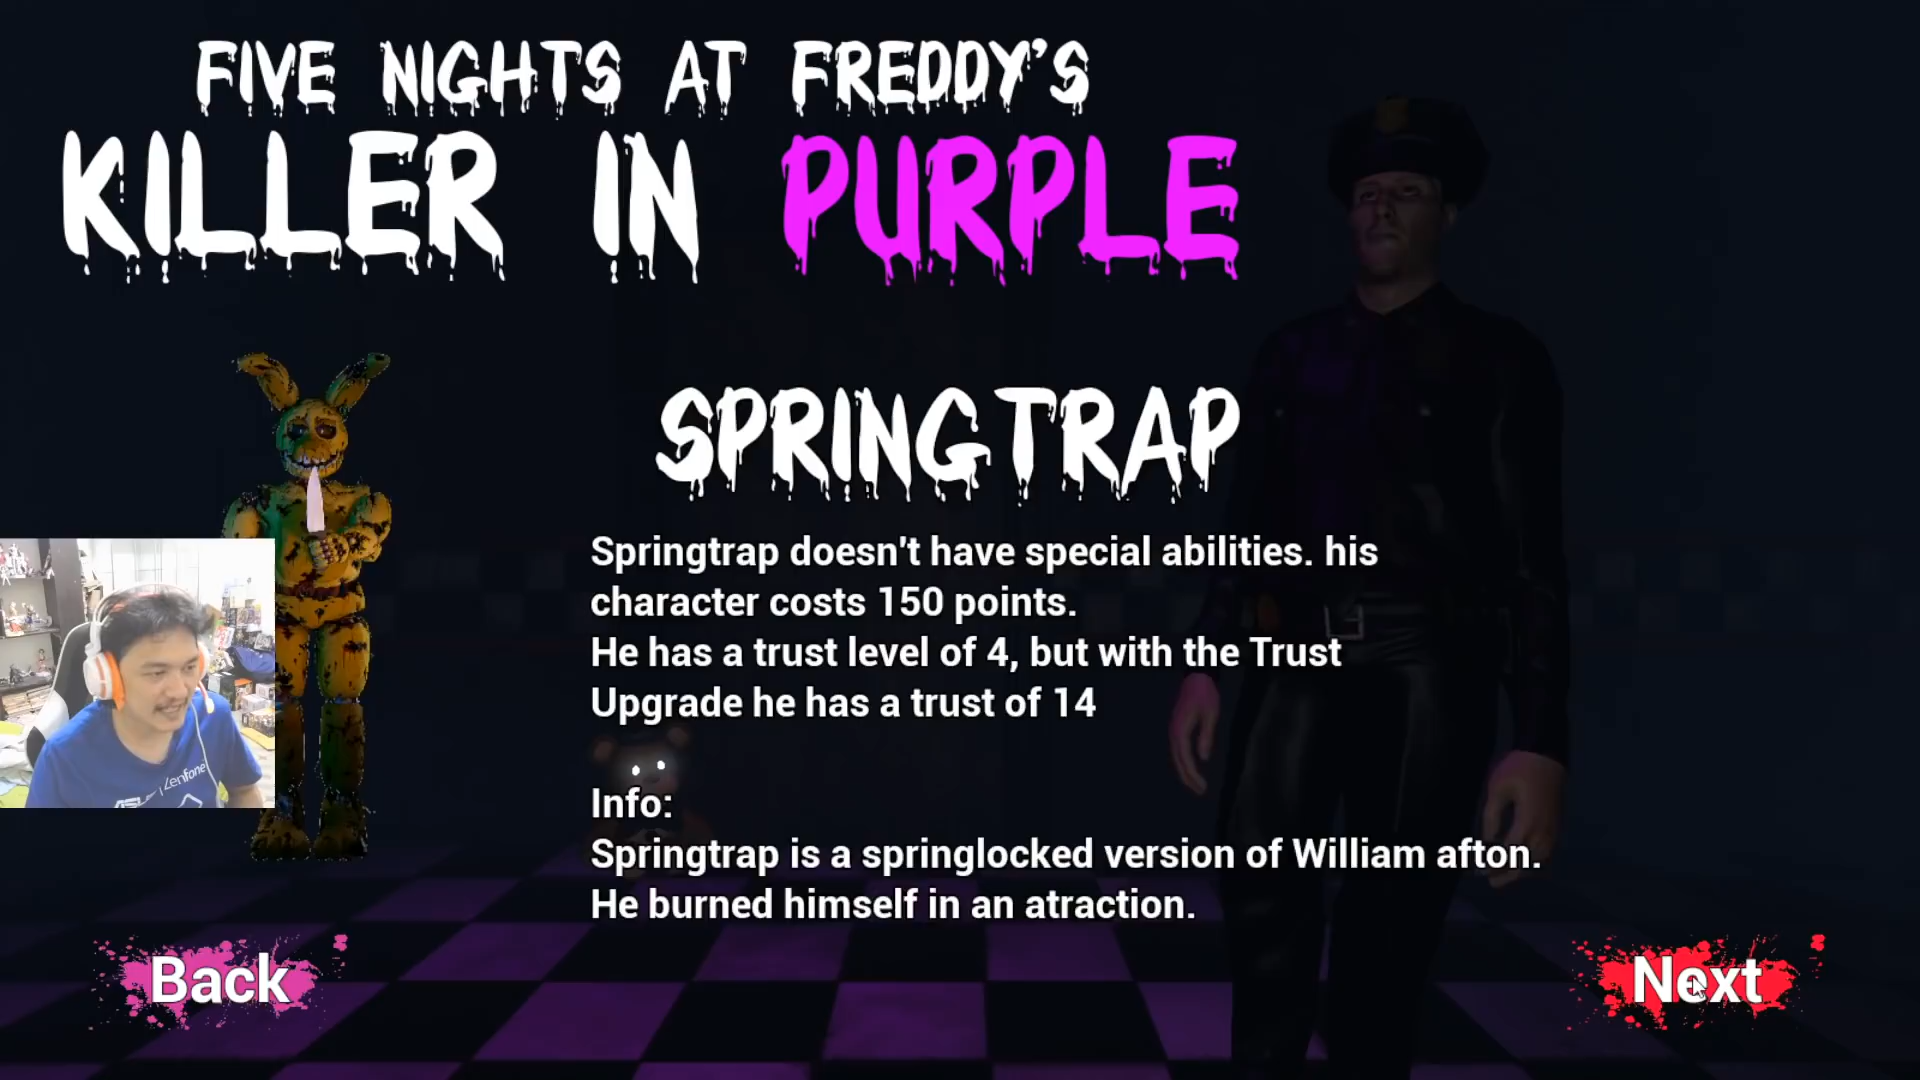 FIVE NIGHTS AT FREDDY'S
KILLER IN PURPLE
SPRINGTRAP
Springtrap doesn't have special abilities. his
character costs 150 points.
He has a trust level of 4, but with the Trust
Upgrade he has a trust of 14
Info:
Springtrap is a springlocked version of William afton.
He burned himself in an atraction.
Back
Next
Zenfone